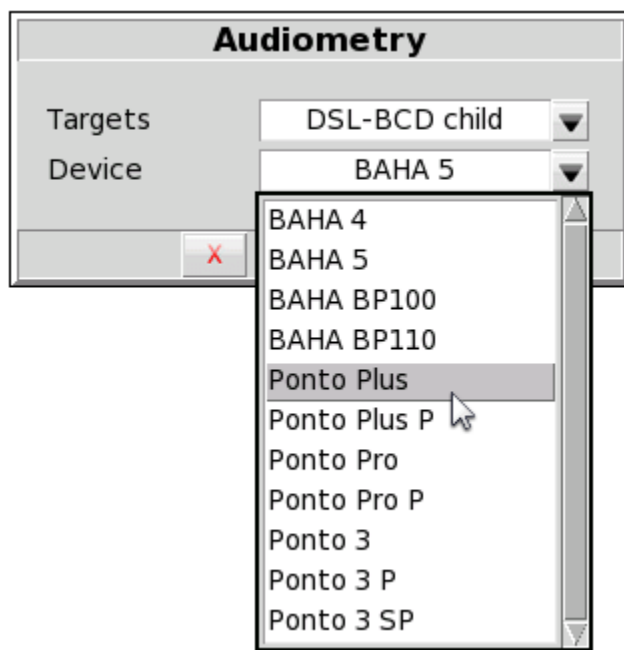 Audiometry
Targets DSL-BCD child
Device BAHA 5
X
BAHA 4
BAHA 5
BAHA BP100
BAHA BP110
Ponto Plus
Ponto Plus P
Ponto Pro
Ponto Pro P
Ponto 3
Ponto 3 P
Ponto 3 SP